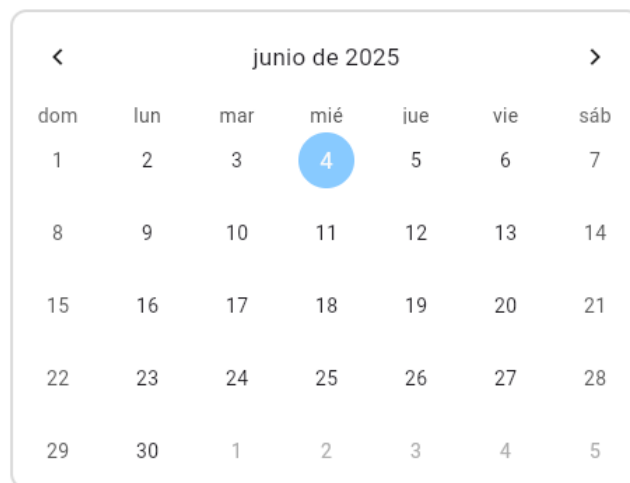 junio de 2025
dom lun mar mié jue vie sáb
1 2 3 4 5 6 7
8 9 10 11 12 13 14
15 16 17 18 19 20 21
22 23 24 25 26 27 28
29 30 1 2 3 4 5